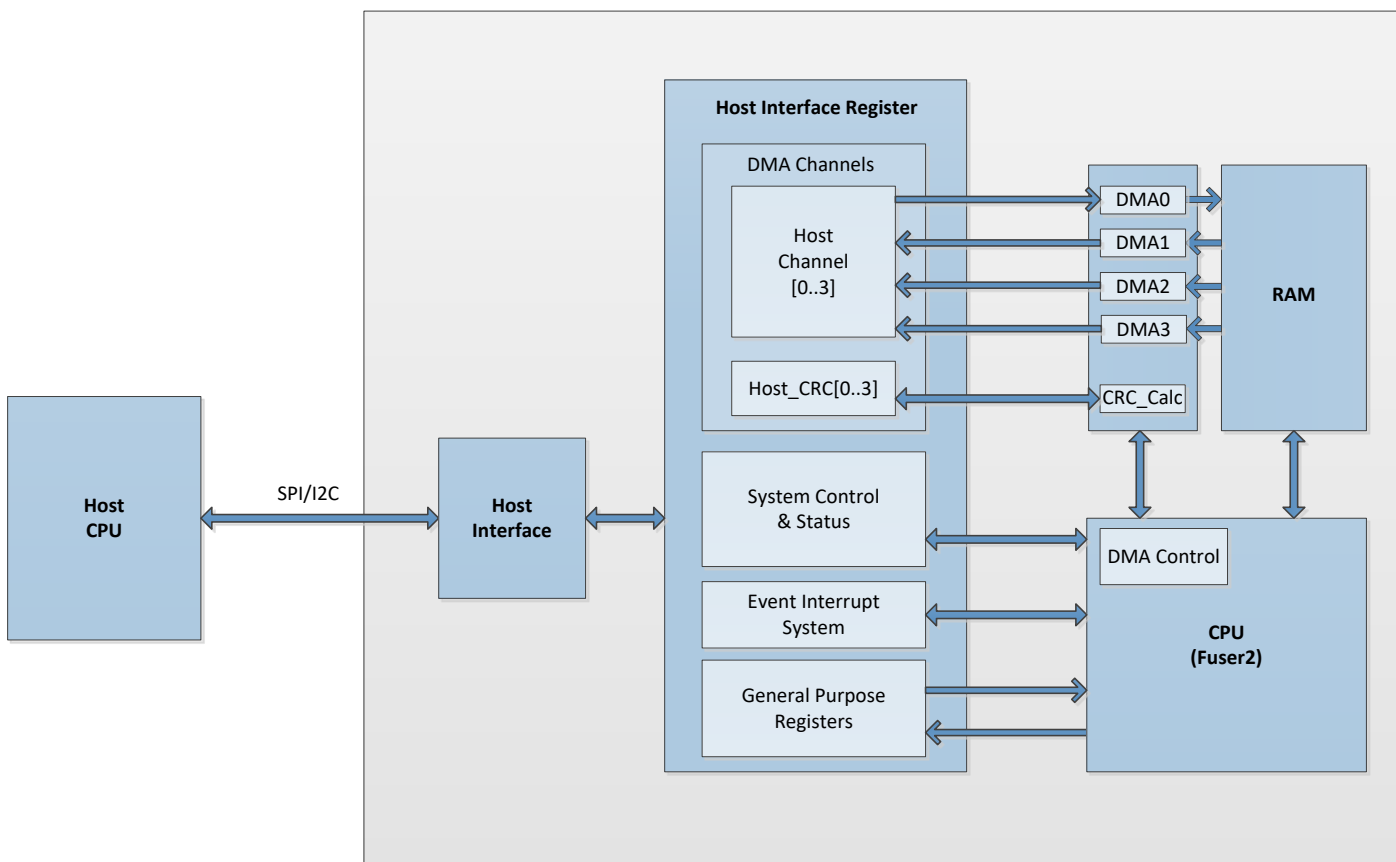 Host Interface Register
DMA Channels
Host
Channel
[0..3]
Host_CRC[0..3]
DMA0
DMA1
DMA2
DMA3
CRC_Calc
RAM
Host
CPU
SPI/I2C
Host
Interface
System Control
& Status
Event Interrupt
System
General Purpose
Registers
DMA Control
CPU
(Fuser2)